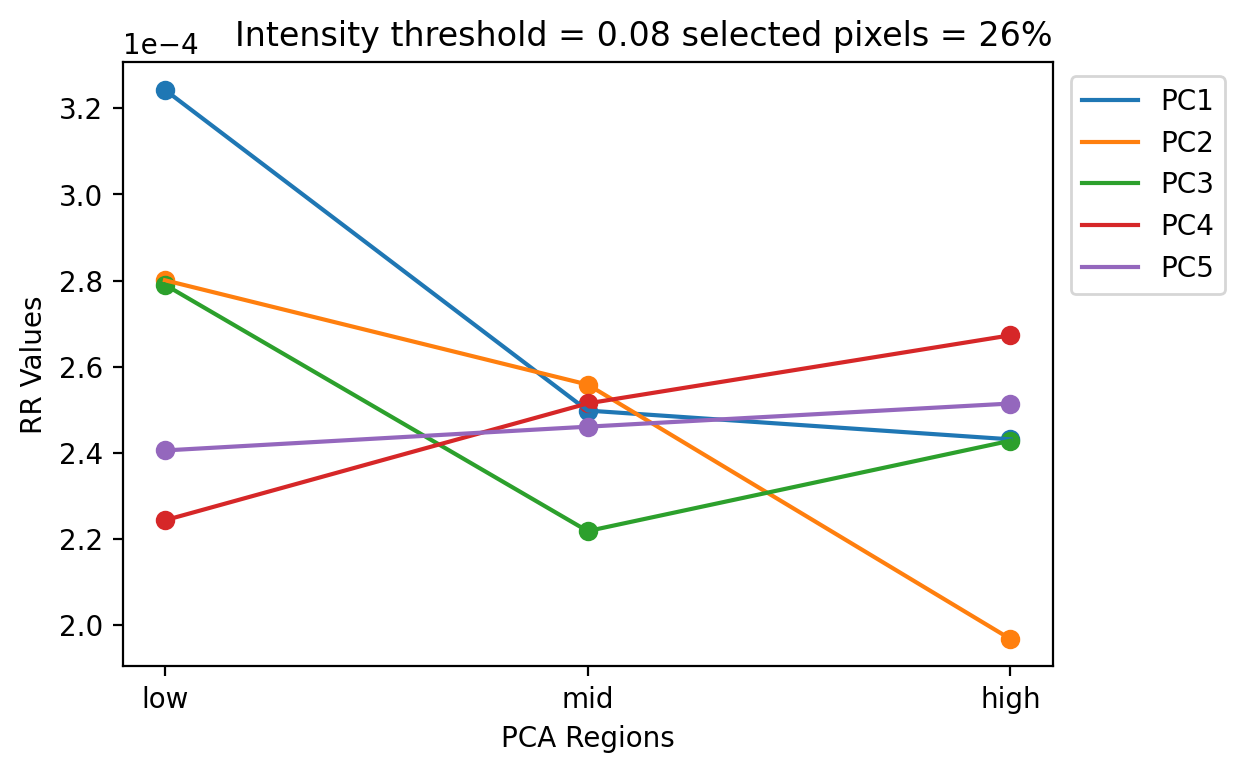 Intensity threshold = 0.08 selected pixels = 26%
1e−4
3.2
3.0
2.8
2.6
2.4
2.2
2.0
RR Values
low
mid
high
PCA Regions
PC1
PC2
PC3
PC4
PC5